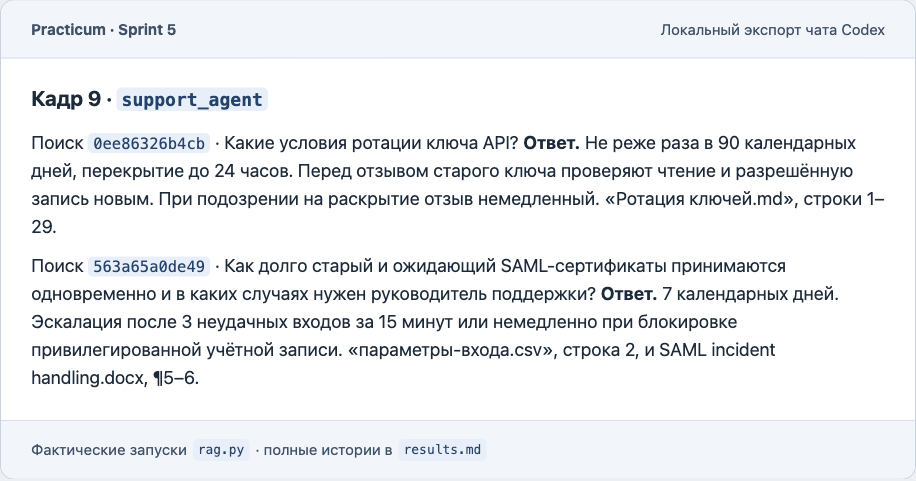 Practicum · Sprint 5
Локальный экспорт чата Codex
Кадр 9 · support_agent
Поиск 0ee86326b4cb · Какие условия ротации ключа API? Ответ. Не реже раза в 90 календарных
дней, перекрытие до 24 часов. Перед отзывом старого ключа проверяют чтение и разрешённую
запись новым. При подозрении на раскрытие отзыв немедленный. «Ротация ключей.md», строки 1–
29.
Поиск 563a65a0de49 · Как долго старый и ожидающий SAML-сертификаты принимаются
одновременно и в каких случаях нужен руководитель поддержки? Ответ. 7 календарных дней.
Эскалация после 3 неудачных входов за 15 минут или немедленно при блокировке
привилегированной учётной записи. «параметры-входа.csv», строка 2, и SAML incident
handling.docx, ¶5–6.
Фактические запуски rag.py · полные истории в results.md